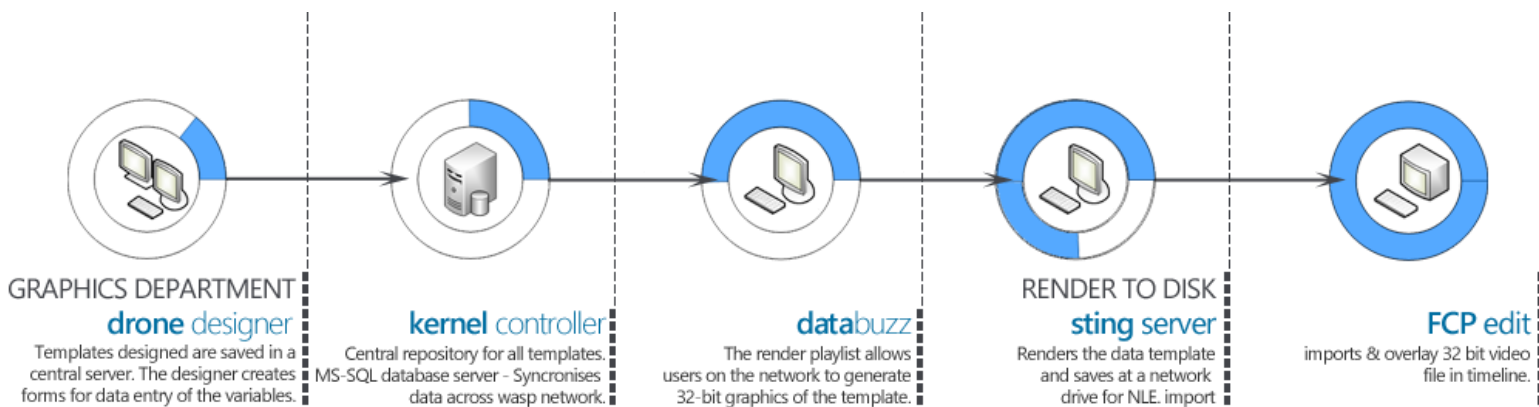 GRAPHICS DEPARTMENT
drone designer
Templates designed are saved in a
central server. The designer creates
forms for data entry of the variables.
kernel controller
Central repository for all templates.
MS-SQL database server - Syncronises
data across wasp network.
databuzz
The render playlist allows
users on the network to generate
32-bit graphics of the template.
RENDER TO DISK
sting server
Renders the data template
and saves at a network
drive for NLE. import
FCP edit
imports & overlay 32 bit video
file in timeline.